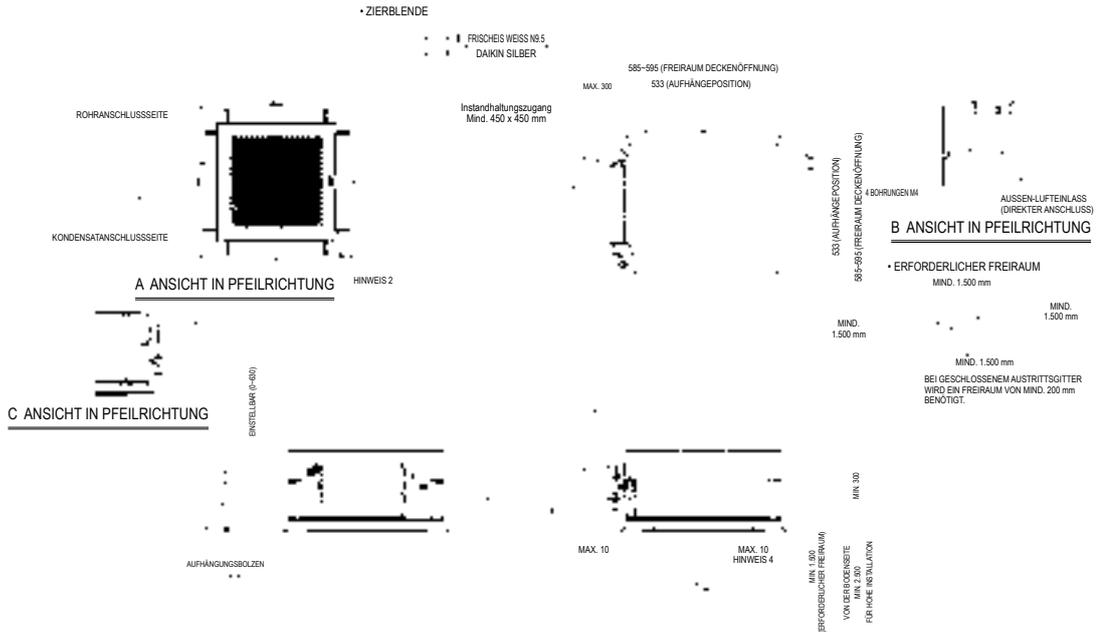 • ZIERBLENDE
FRISCHEIS WEISS N9.5
DAIKIN SILBER
585~595 (FREIRAUM DECKENÖFFNUNG)
533 (AUFHÄNGEPOSITION)
MAX. 300
Instandhaltungszugang
Mind. 450 x 450 mm
ROHRANSCHLUSSSEITE
KONDENSATANSCHLUSSSEITE
A ANSICHT IN PFEILRICHTUNG
HINWEIS 2
533 (AUFHÄNGEPOSITION)
585~595 (FREIRAUM DECKENÖFFNUNG)
4 BOHRUNGEN M4
AUSSEN-LUFTEINLASS
(DIREKTER ANSCHLUSS)
B ANSICHT IN PFEILRICHTUNG
• ERFORDERLICHER FREIRAUM
MIND. 1.500 mm
MIND.
1.500 mm
MIND.
1.500 mm
MIND. 1.500 mm
BEI GESCHLOSSENEM AUSTRITTSGITTER
WIRD EIN FREIRAUM VON MIND. 200 mm
BENÖTIGT.
C ANSICHT IN PFEILRICHTUNG
EINSTELLBAR (0~630)
AUFHÄNGUNGSBOLZEN
MAX. 10
MAX. 10
HINWEIS 4
MIN. 300
MIN. 1.500
(ERFORDERLICHER FREIRAUM)
VON DER BODENSEITE
MIN. 2.500
FÜR HOHE INSTALLATION